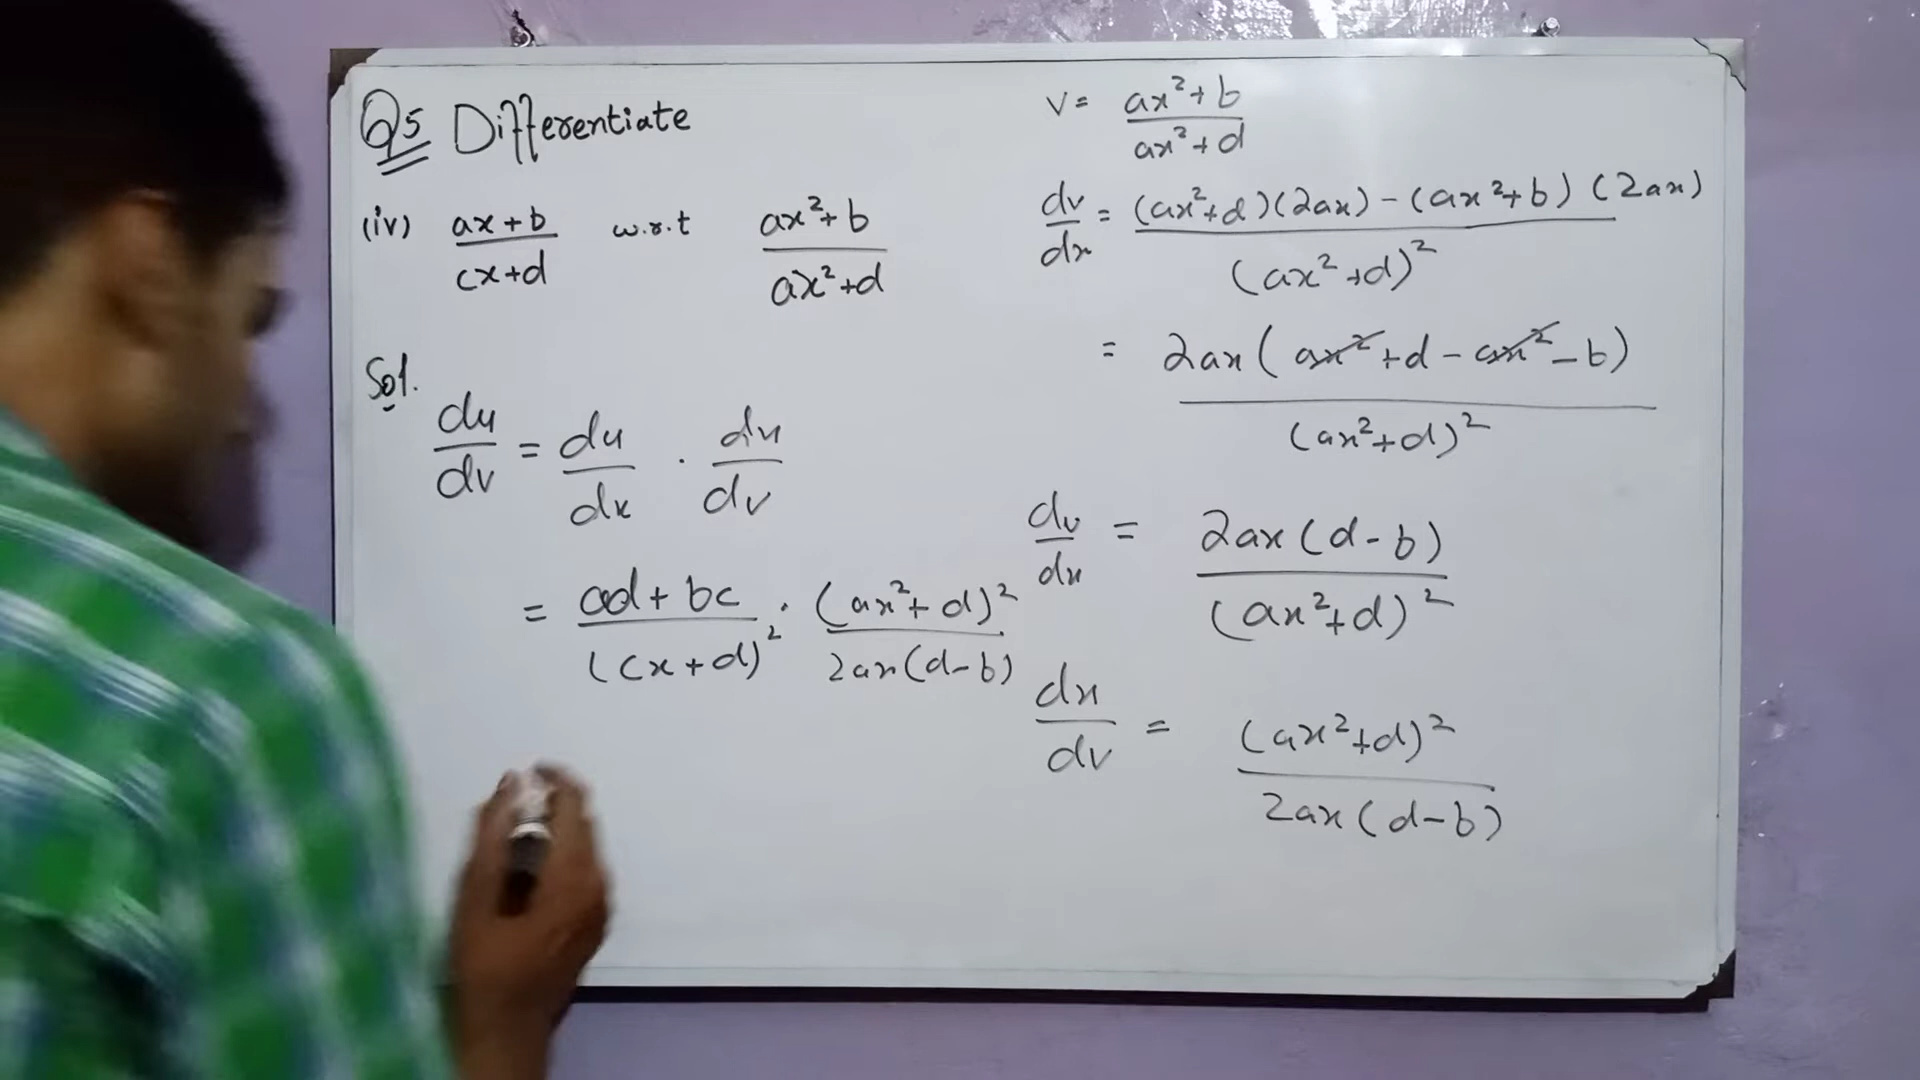 Q5 Differentiate
(iv) ax+b / cx+d w.r.t ax²+b / ax²+d
Sol.
du/dv = du/dx · dx/dv
= ad+bc / (cx+d)² · (ax²+d)² / 2ax(d-b)
v = ax²+b / ax²+d
dv/dx = (ax²+d)(2ax) - (ax²+b)(2ax) / (ax²+d)²
= 2ax(ax²+d-ax²-b) / (ax²+d)²
dv/dx = 2ax(d-b) / (ax²+d)²
dx/dv = (ax²+d)² / 2ax(d-b)